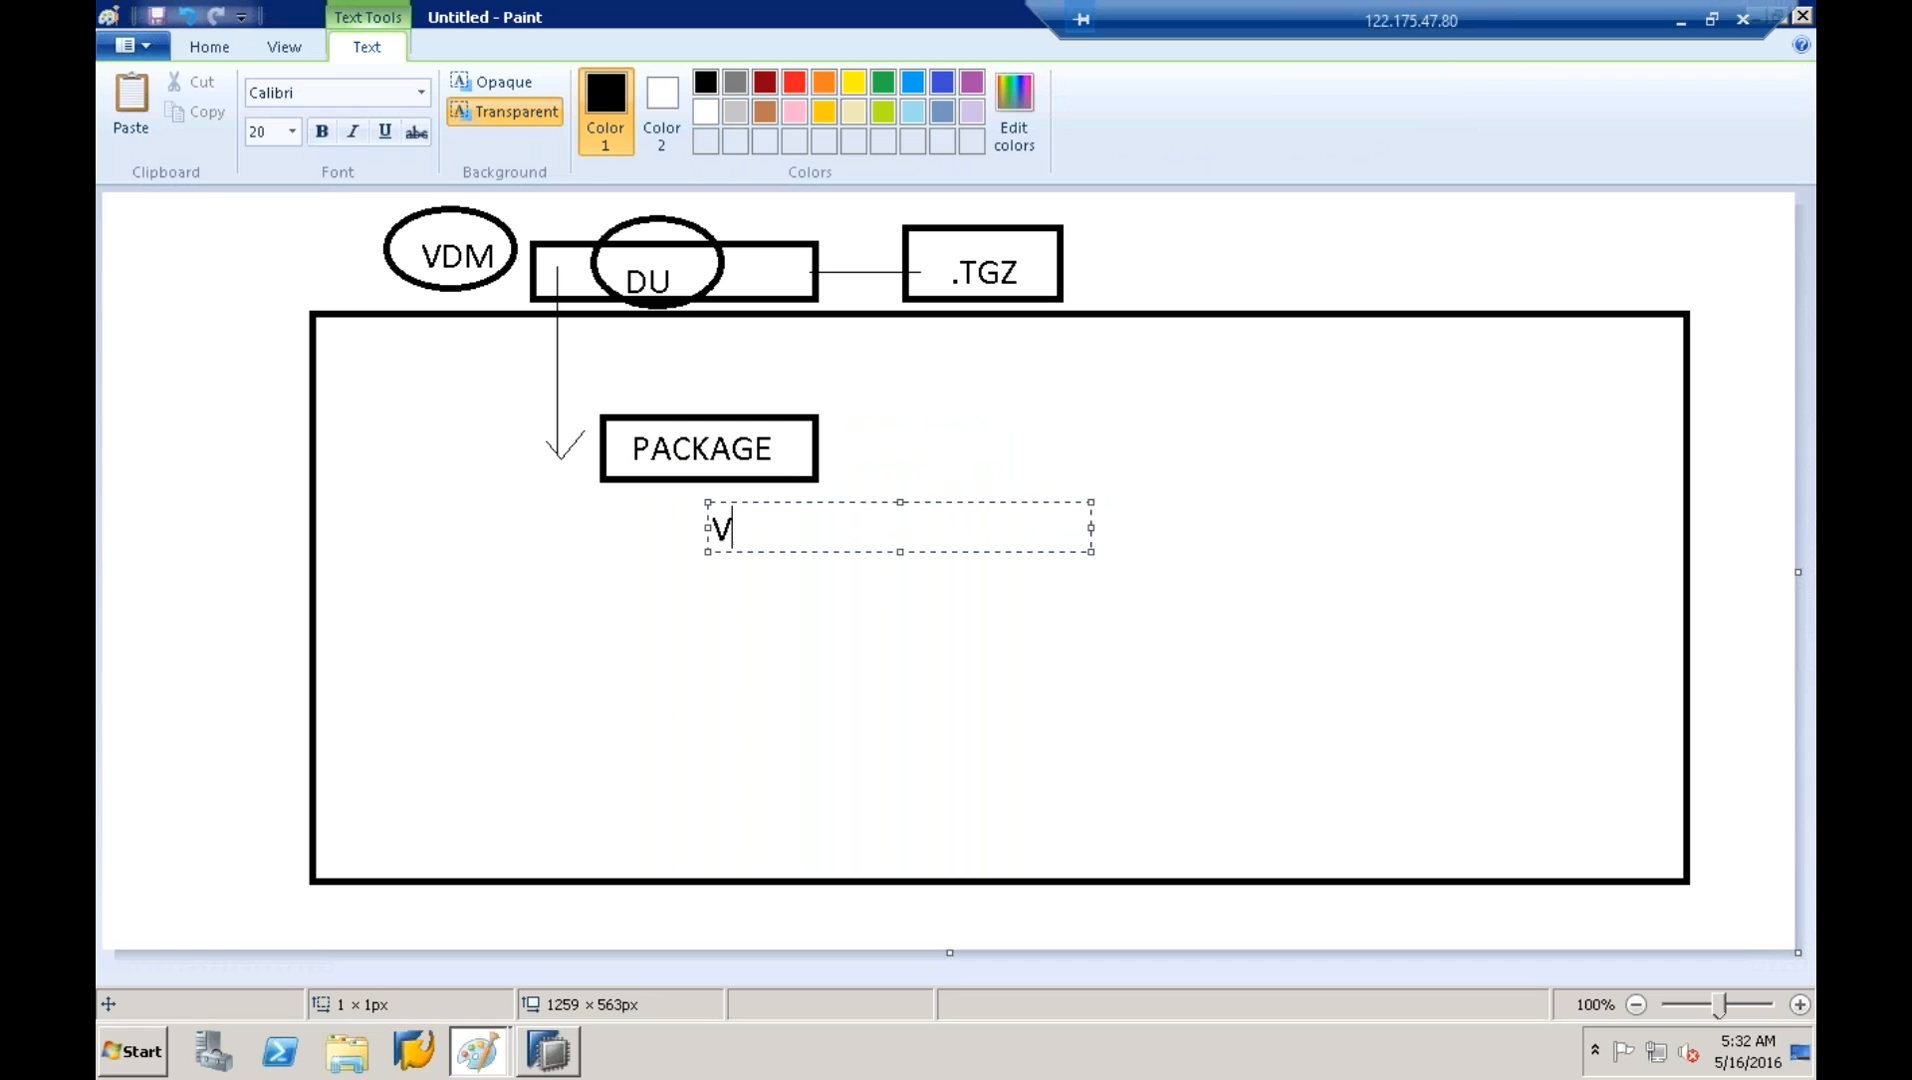 Text Tools
Untitled - Paint
122.175.47.80
Home
View
Text
Paste
Cut
Copy
Clipboard
Calibri
20
B
I
U
abc
Font
Opaque
Transparent
Background
Color
1
Color
2
Edit
colors
Colors
VDM
DU
.TGZ
PACKAGE
V
1 × 1px
1259 × 563px
100%
Start
5:32 AM
5/16/2016